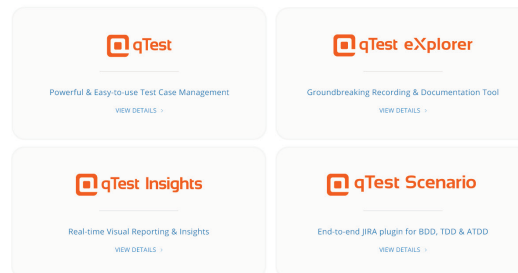 qTest
Powerful & Easy-to-use Test Case Management
VIEW DETAILS
qTest eXplorer
Groundbreaking Recording & Documentation Tool
VIEW DETAILS
qTest Insights
Real-time Visual Reporting & Insights
VIEW DETAILS
qTest Scenario
End-to-end JIRA plugin for BDD, TDD & ATDD
VIEW DETAILS